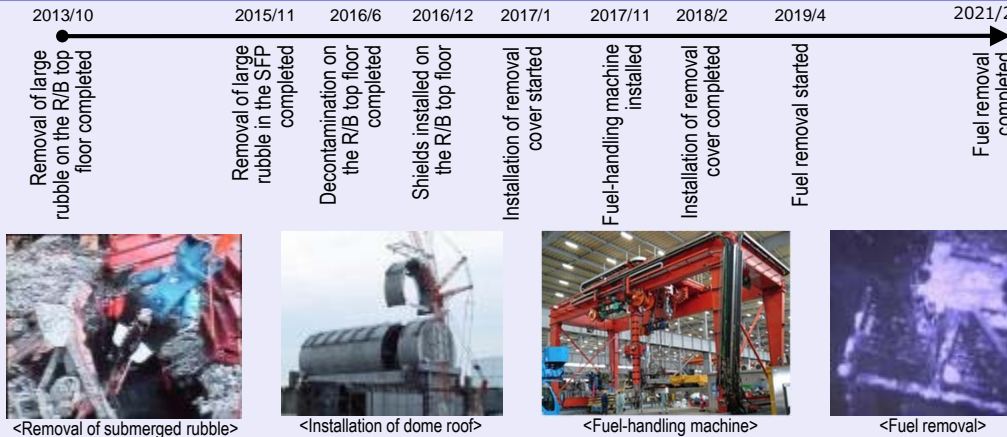 2013/10
2015/11
2016/6
2016/12
2017/1
2017/11
2018/2
2019/4
2021/2
Removal of large
rubble on the R/B top
floor completed
Removal of large
rubble in the SFP
completed
Decontamination on
the R/B top floor
completed
Shields installed on
the R/B top floor
Installation of removal
cover started
Fuel-handling machine
installed
Installation of removal
cover completed
Fuel removal started
Fuel removal
completed
<Removal of submerged rubble>
<Installation of dome roof>
<Fuel-handling machine>
<Fuel removal>